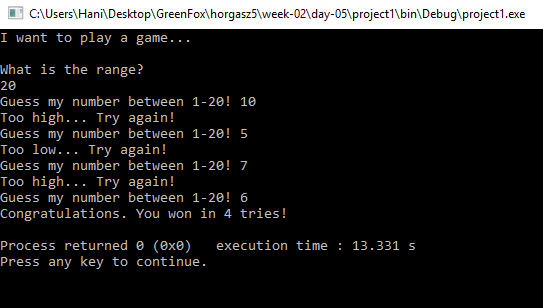 C:\Users\Hani\Desktop\GreenFox\horgasz5\week-02\day-05\project1\bin\Debug\project1.exe
I want to play a game...
What is the range?
20
Guess my number between 1-20! 10
Too high... Try again!
Guess my number between 1-20! 5
Too low... Try again!
Guess my number between 1-20! 7
Too high... Try again!
Guess my number between 1-20! 6
Congratulations. You won in 4 tries!
Process returned 0 (0x0)   execution time : 13.331 s
Press any key to continue.